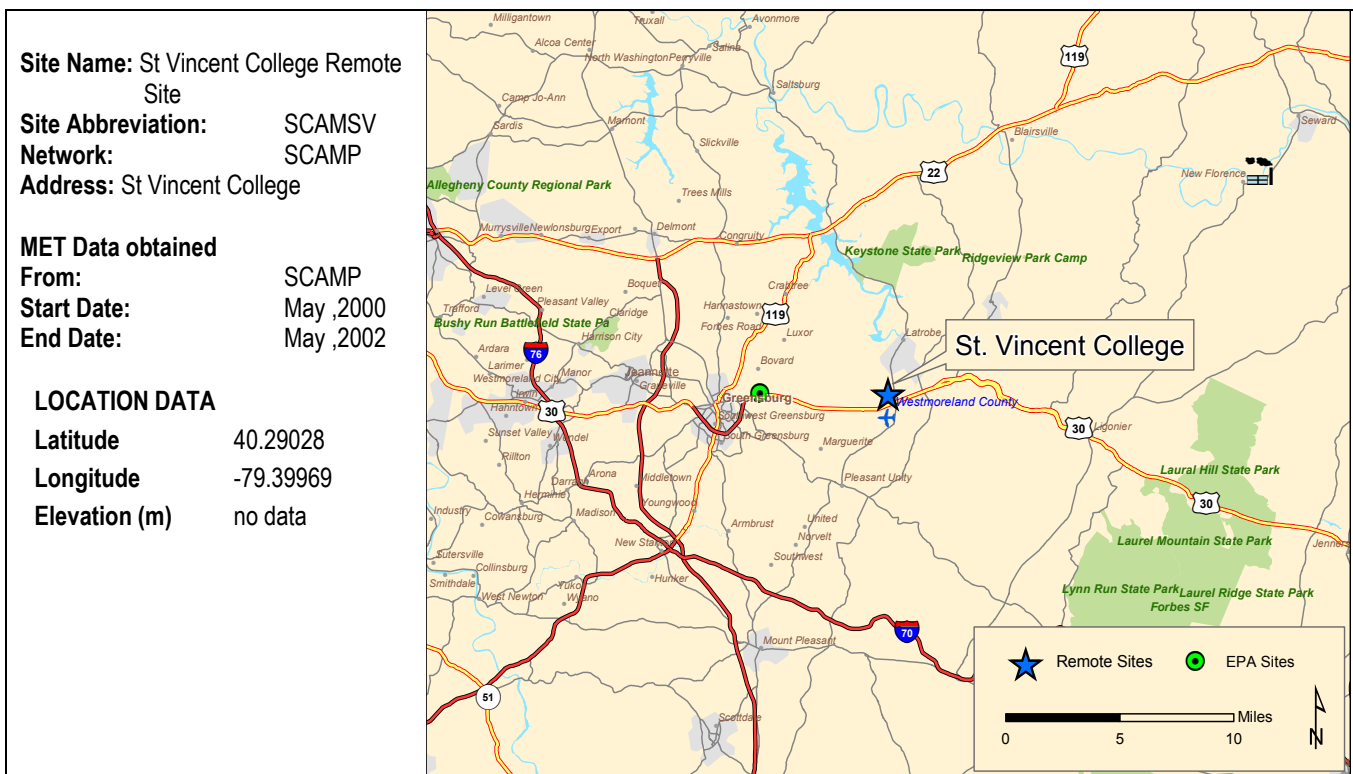 Site Name: St Vincent College Remote
Site
Site Abbreviation: SCAMSV
Network: SCAMP
Address: St Vincent College
MET Data obtained
From: SCAMP
Start Date: May ,2000
End Date: May ,2002
LOCATION DATA
Latitude 40.29028
Longitude -79.39969
Elevation (m) no data
Milligantown
Truxall
Avonmore
Alcoa Center
Salina
North Washington
Perryville
119
Saltsburg
Camp Jo-Ann
Sardis
Mamont
Slickville
Blairsville
Seward
22
New Florence
Allegheny County Regional Park
Trees Mills
Murrysville
Newlonsburg
Export
Delmont
Congruity
Keystone State Park
Ridgeview Park Camp
Level Green
Boquet
Crabtree
Trafford
Pleasant Valley
Claridge
Hannastown
119
Forbes Road
Luxor
Latrobe
Bushy Run Battlefield State Pa
Harrison City
St. Vincent College
76
Ardara
Larimer
Manor
Bovard
Westmoreland City
Jeannette
Grapeville
Irwin
Hahntown
30
Greensburg
Southwest Greensburg
Westmoreland County
South Greensburg
30
Ligonier
Sunset Valley
Wendel
Marguerite
Rillton
Laural Hill State Park
Arona
Middletown
Pleasant Unity
Darragh
Herminie
Madison
Youngwood
30
Industry
Cowansburg
Armbrust
United
Norvelt
Laurel Mountain State Park
Jenners
New Stanton
Southwest
Sutersville
Collinsburg
Smithdale
Yukon
Hunker
West Newton
Wyano
Lynn Run State Park
Laurel Ridge State Park
Forbes SF
70
Mount Pleasant
51
Scottdale
Remote Sites
EPA Sites
Miles
0 5 10
N